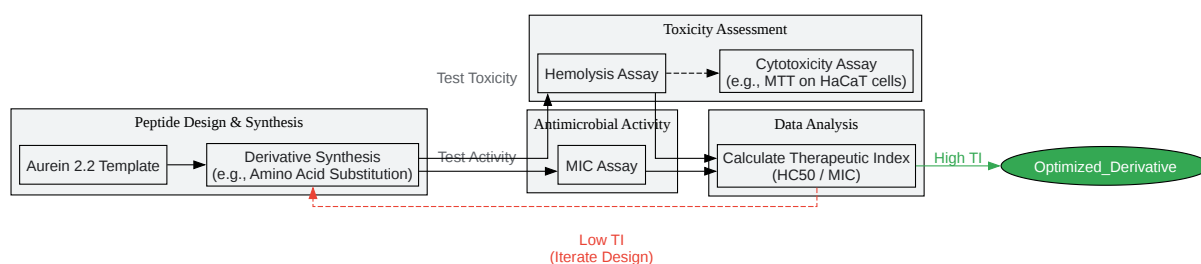 Toxicity Assessment
Hemolysis Assay
Cytotoxicity Assay
(e.g., MTT on HaCaT cells)
Test Toxicity
Peptide Design & Synthesis
Aurein 2.2 Template
Derivative Synthesis
(e.g., Amino Acid Substitution)
Test Activity
Antimicrobial Activity
MIC Assay
Data Analysis
Calculate Therapeutic Index
(HC50 / MIC)
High TI
Optimized_Derivative
Low TI
(Iterate Design)